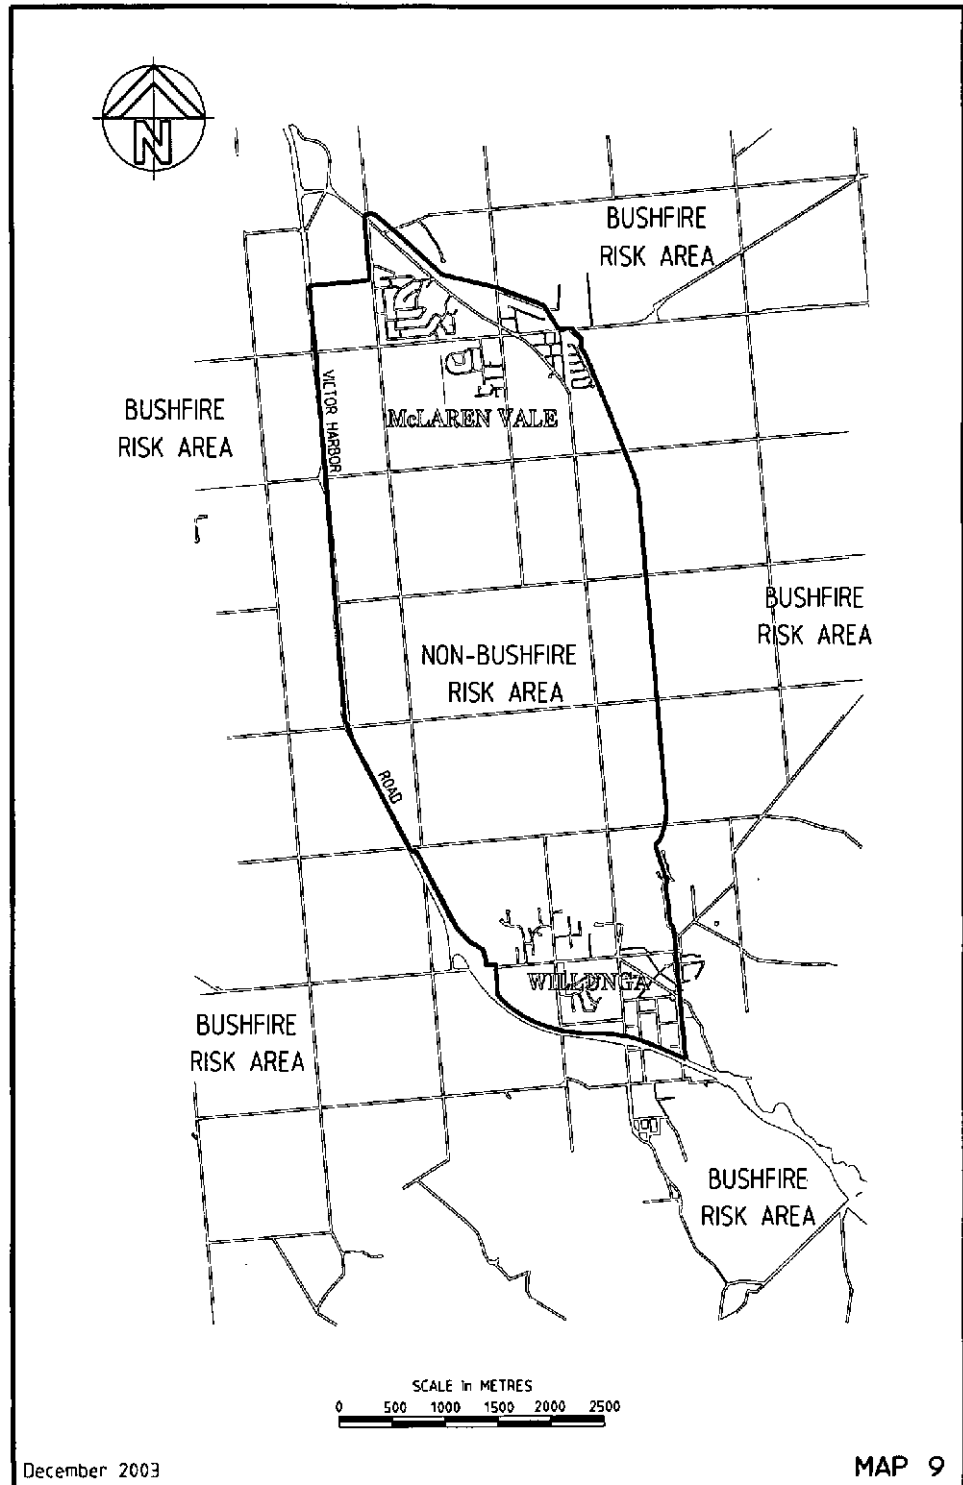 N
BUSHFIRE
RISK AREA
BUSHFIRE
RISK AREA
VICTOR HARBOR
McLAREN VALE
BUSHFIRE
RISK AREA
NON-BUSHFIRE
RISK AREA
ROAD
WILLUNGA
BUSHFIRE
RISK AREA
BUSHFIRE
RISK AREA
SCALE in METRES
0 500 1000 1500 2000 2500
December 2003
MAP 9